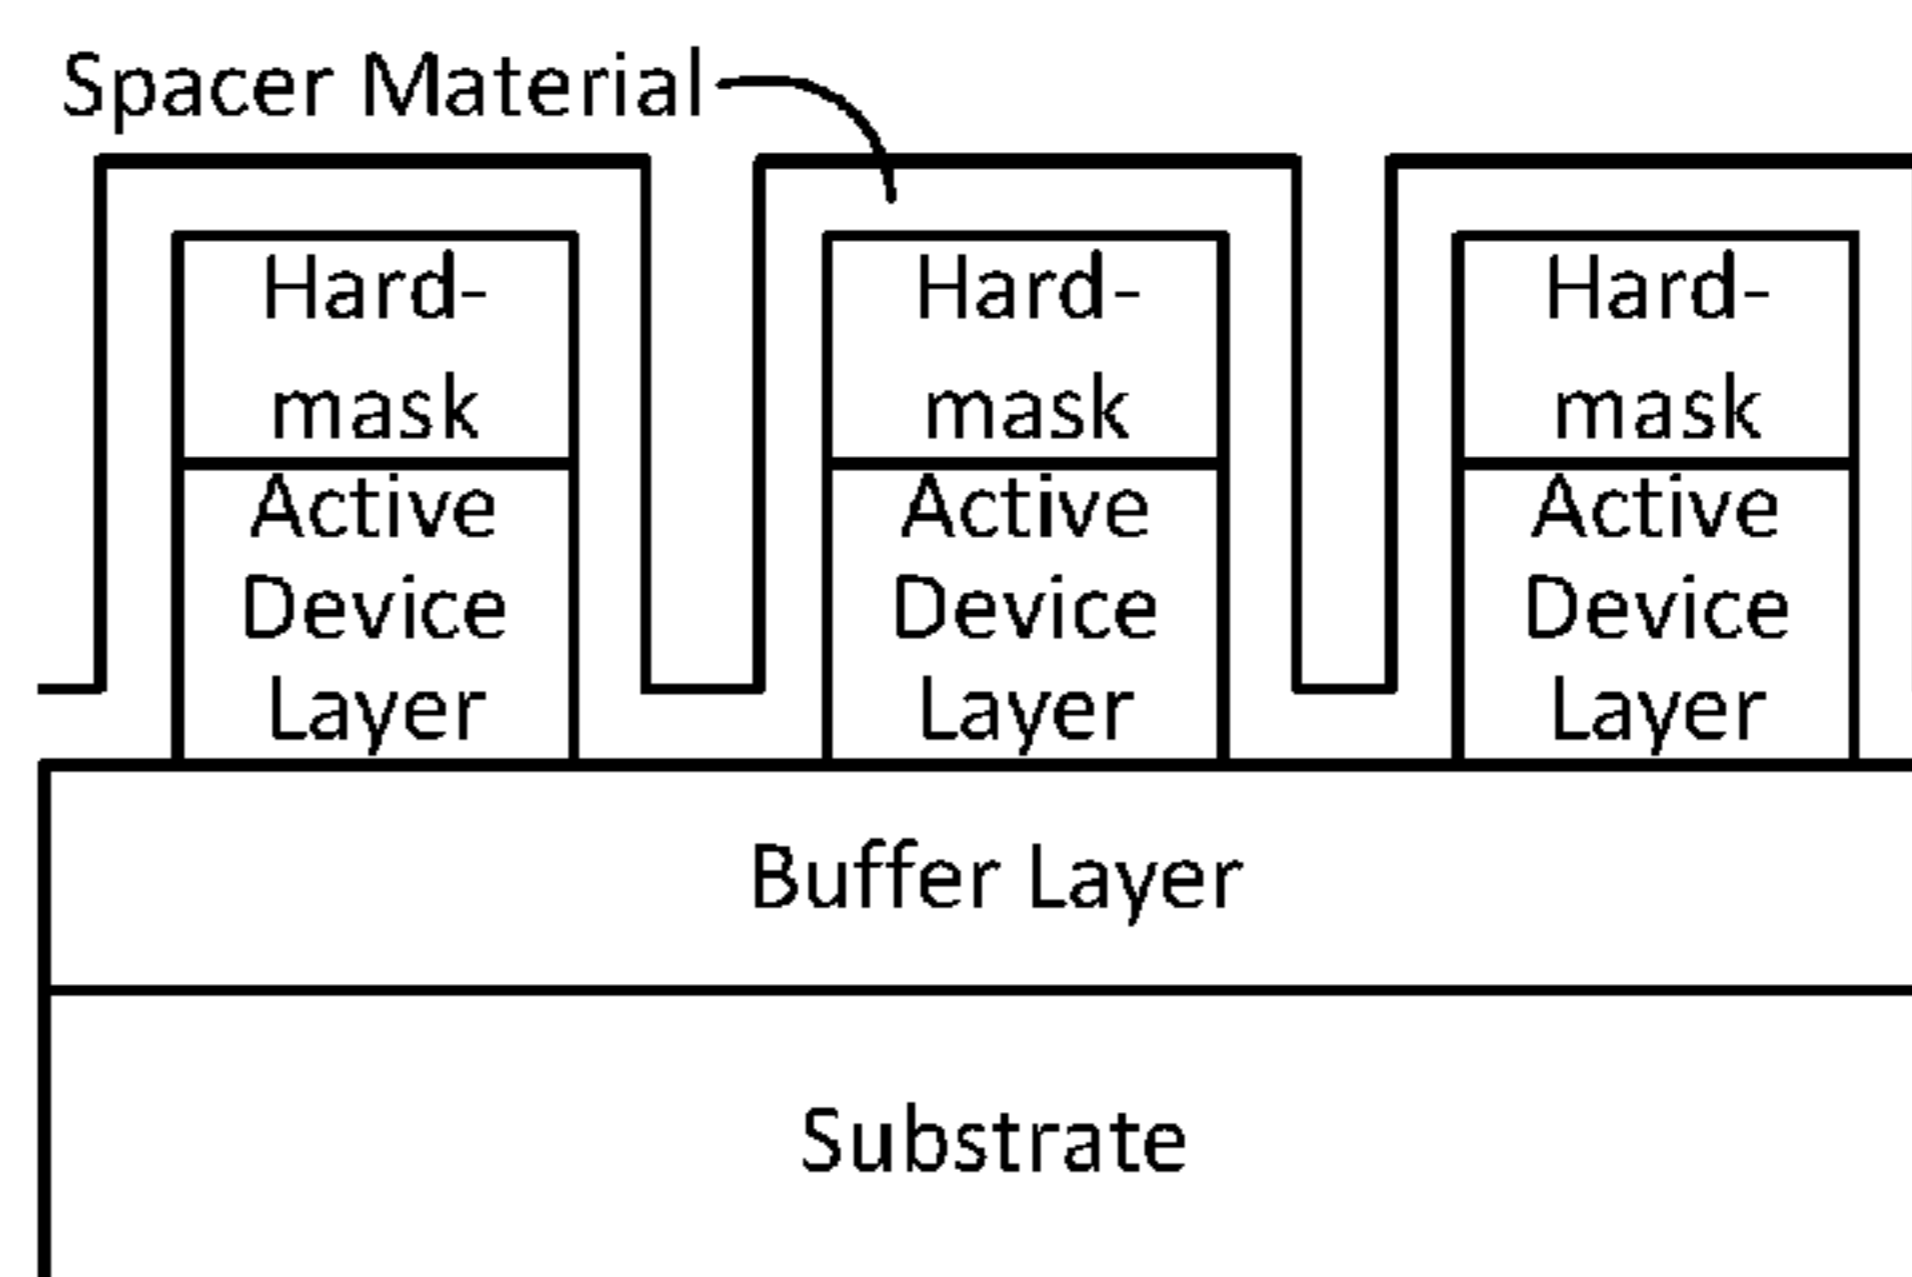 Spacer Material
Hard-
mask
Hard-
mask
Hard-
mask
Active
Device
Layer
Active
Device
Layer
Active
Device
Layer
Buffer Layer
Substrate